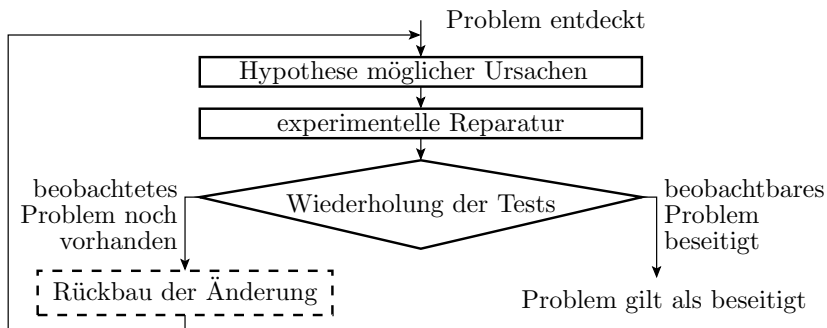 Problem entdeckt
Hypothese möglicher Ursachen
experimentelle Reparatur
Wiederholung der Tests
beobachtetes
Problem noch
vorhanden
beobachtbares
Problem
beseitigt
Rückbau der Änderung
Problem gilt als beseitigt